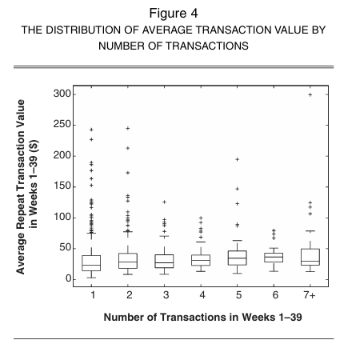 Figure 4
THE DISTRIBUTION OF AVERAGE TRANSACTION VALUE BY
NUMBER OF TRANSACTIONS
Average Repeat Transaction Value
in Weeks 1–39 ($)
300
250
200
150
100
50
0
1 2 3 4 5 6 7+
Number of Transactions in Weeks 1–39